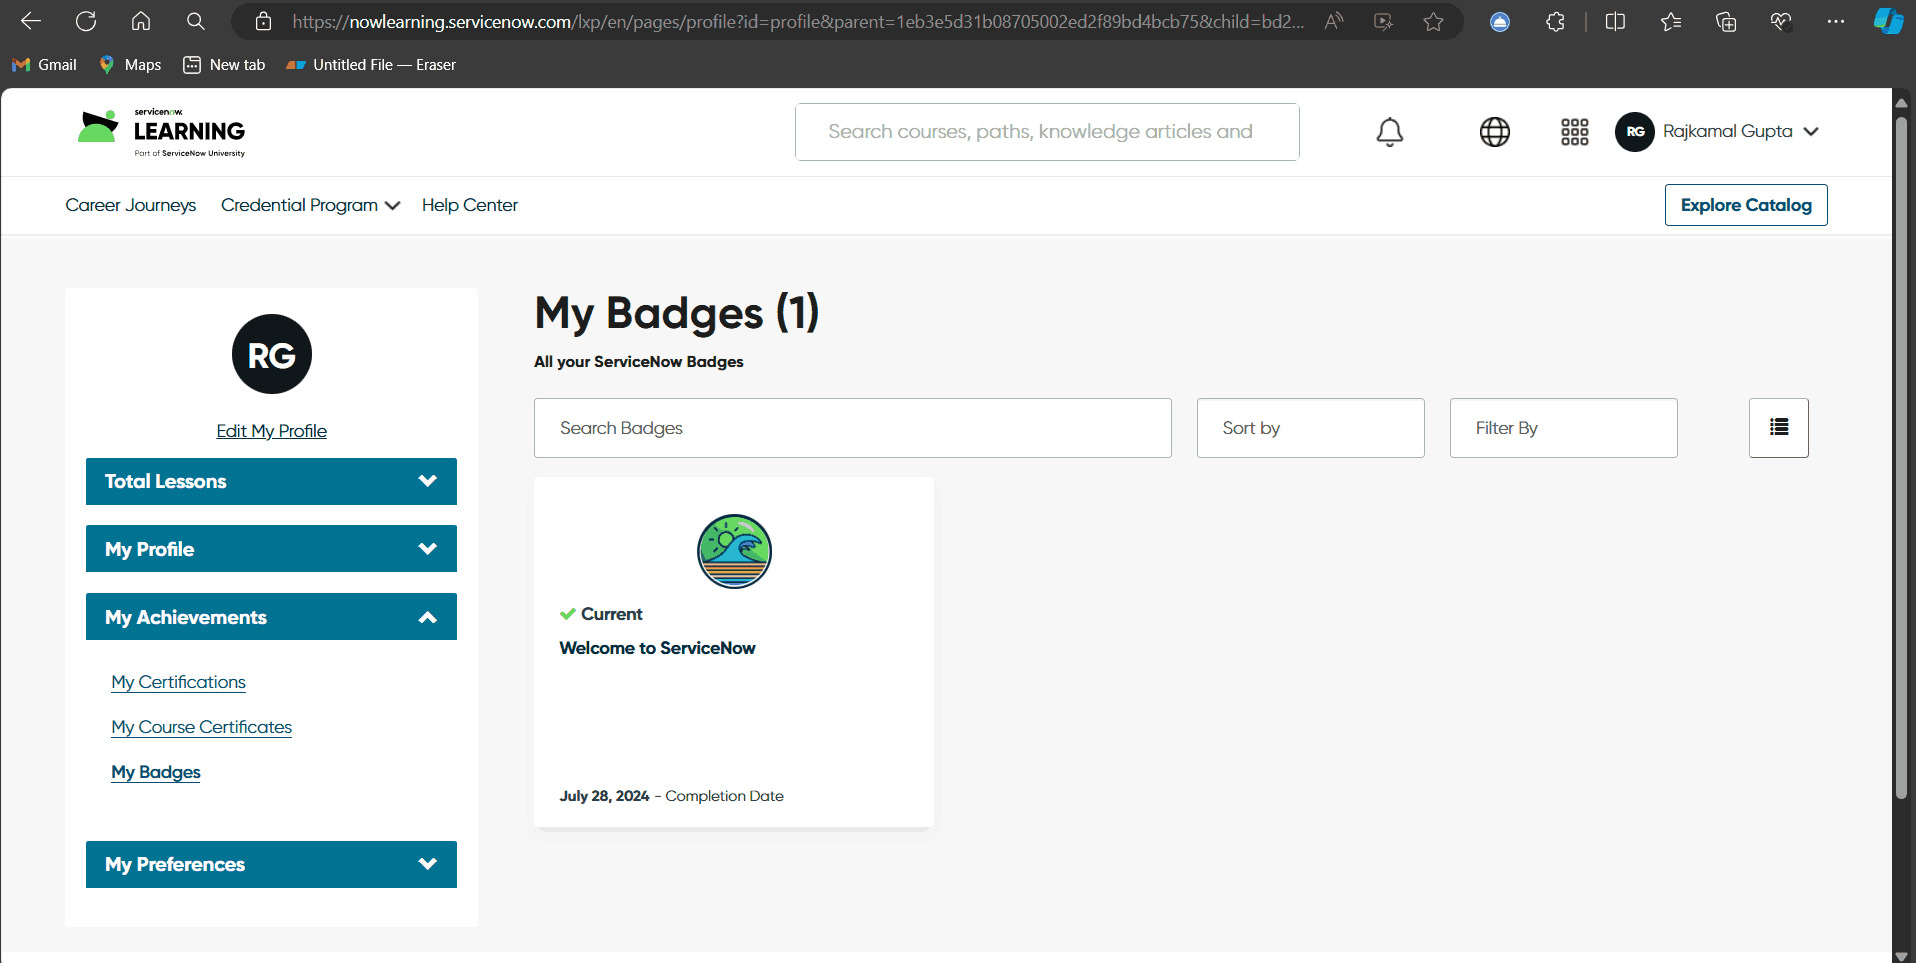 https://nowlearning.servicenow.com/lxp/en/pages/profile?id=profile&parent=1eb3e5d31b08705002ed2f89bd4bcb75&child=bd2...
Gmail Maps New tab Untitled File — Eraser
servicenow
LEARNING
Part of ServiceNow University
Search courses, paths, knowledge articles and
RG Rajkamal Gupta
Career Journeys Credential Program Help Center
Explore Catalog
RG
Edit My Profile
Total Lessons
My Profile
My Achievements
My Certifications
My Course Certificates
My Badges
My Preferences
My Badges (1)
All your ServiceNow Badges
Search Badges Sort by Filter By
Current
Welcome to ServiceNow
July 28, 2024 - Completion Date